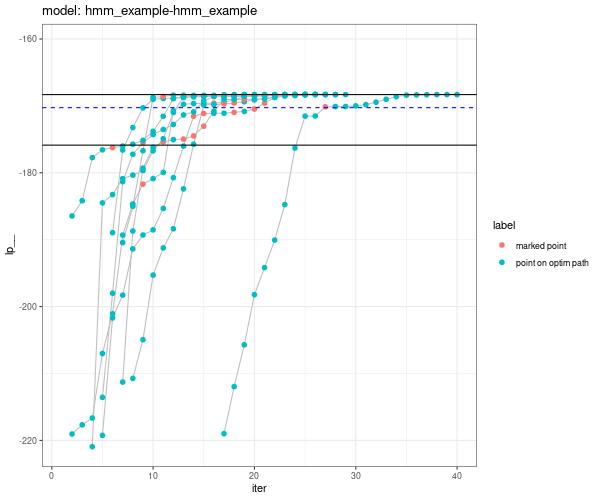 model: hmm_example-hmm_example
-160
-180
-200
-220
lp__
0
10
20
30
40
iter
label
marked point
point on optim path